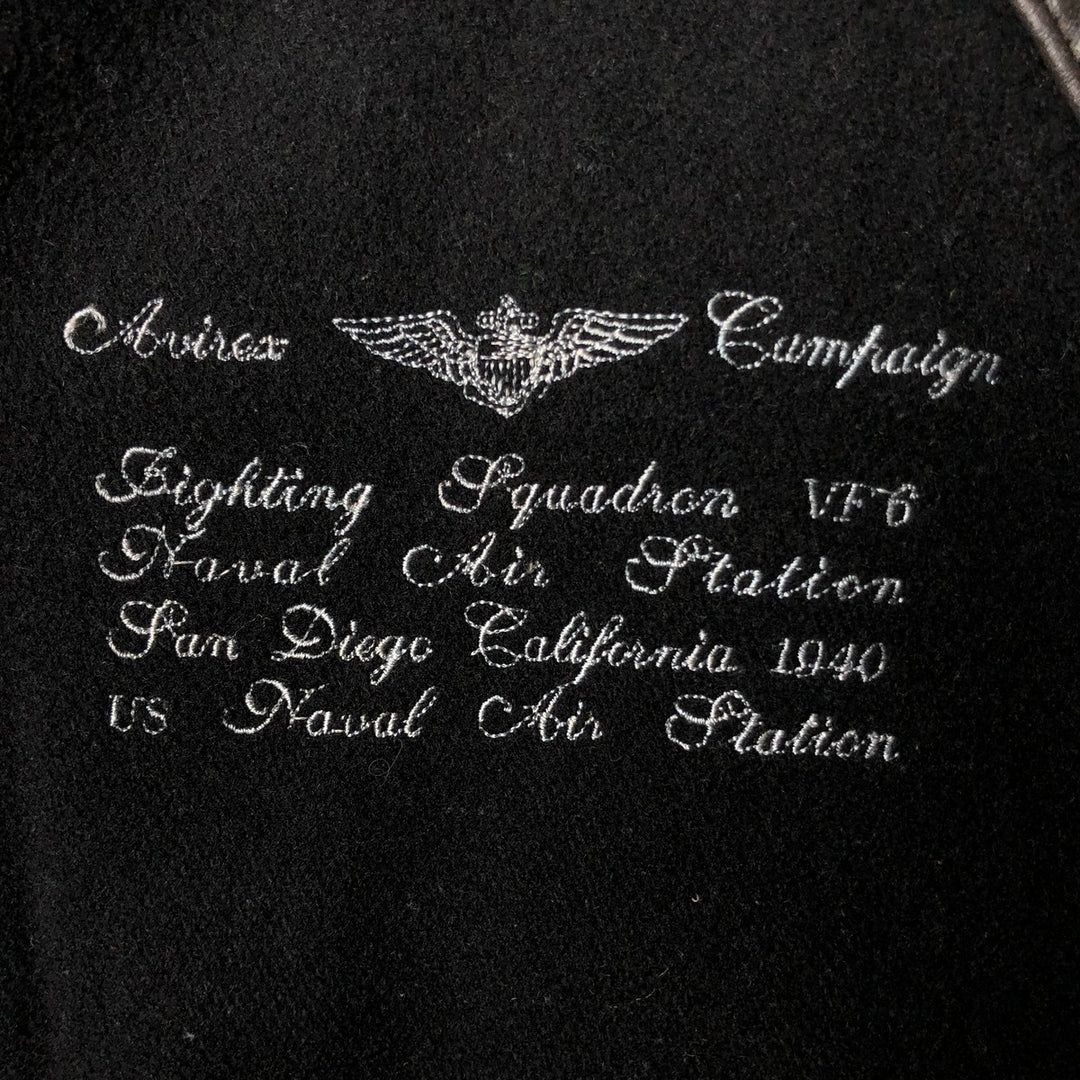 Avirex Campaign
Fighting Squadron VF6
Naval Air Station
San Diego California 1940
US Naval Air Station